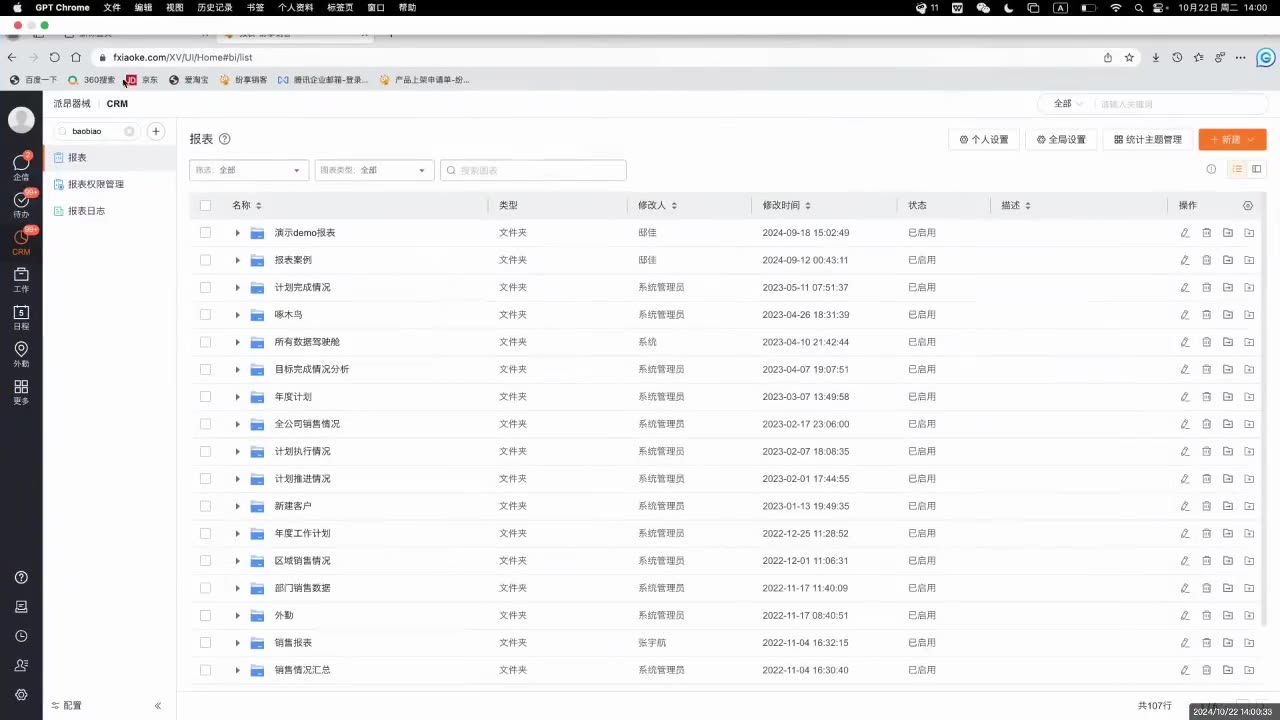 GPT Chrome 文件 编辑 视图 历史记录 书签 个人资料 标签页 窗口 帮助
11 A 10月22日周二 14:00
fxiaoke.com/XV/UI/Home#bi/list
百度一下 360搜索 JD 京东 爱淘宝 纷享销客 腾讯企业邮箱-登录... 产品上架申请单-纷...
派昂器械 CRM 全部 请输入关键词
baobiao
报表
报表权限管理
报表日志
企信
99+
待办
99+
CRM
工作
5
日程
外勤
更多
配置
报表 个人设置 全局设置 统计主题管理 + 新建
筛选: 全部 图表类型: 全部 搜索图表
名称 类型 修改人 修改时间 状态 描述 操作
演示demo报表 文件夹 邸佳 2024-09-18 15:02:49 已启用
报表案例 文件夹 邸佳 2024-09-12 00:43:11 已启用
计划完成情况 文件夹 系统管理员 2023-05-11 07:51:37 已启用
啄木鸟 文件夹 系统管理员 2023-04-26 18:31:39 已启用
所有数据驾驶舱 文件夹 系统 2023-04-10 21:42:44 已启用
目标完成情况分析 文件夹 系统管理员 2023-04-07 19:07:51 已启用
年度计划 文件夹 系统管理员 2023-03-07 13:49:58 已启用
全公司销售情况 文件夹 系统管理员 2023-02-17 23:06:00 已启用
计划执行情况 文件夹 系统管理员 2023-02-07 18:08:35 已启用
计划推进情况 文件夹 系统管理员 2023-02-01 17:44:55 已启用
新建客户 文件夹 系统管理员 2023-01-13 19:49:35 已启用
年度工作计划 文件夹 系统管理员 2022-12-25 11:28:52 已启用
区域销售情况 文件夹 系统管理员 2022-12-01 11:06:31 已启用
部门销售数据 文件夹 系统管理员 2022-11-17 11:40:09 已启用
外勤 文件夹 系统管理员 2022-11-17 08:40:51 已启用
销售报表 文件夹 张宇航 2022-11-04 16:32:15 已启用
销售情况汇总 文件夹 系统管理员 2022-11-04 16:30:40 已启用
共107行
2024/10/22 14:00:33